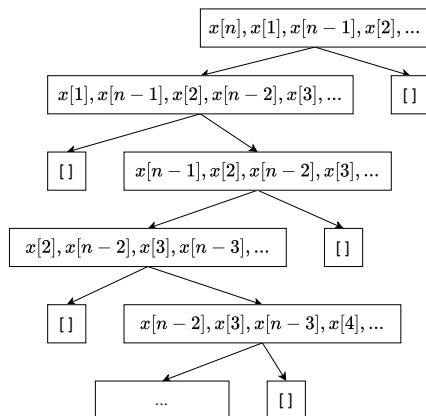 x[n], x[1], x[n − 1], x[2], ...
x[1], x[n − 1], x[2], x[n − 2], x[3], ...
[ ]
[ ]
x[n − 1], x[2], x[n − 2], x[3], ...
x[2], x[n − 2], x[3], x[n − 3], ...
[ ]
[ ]
x[n − 2], x[3], x[n − 3], x[4], ...
...
[ ]